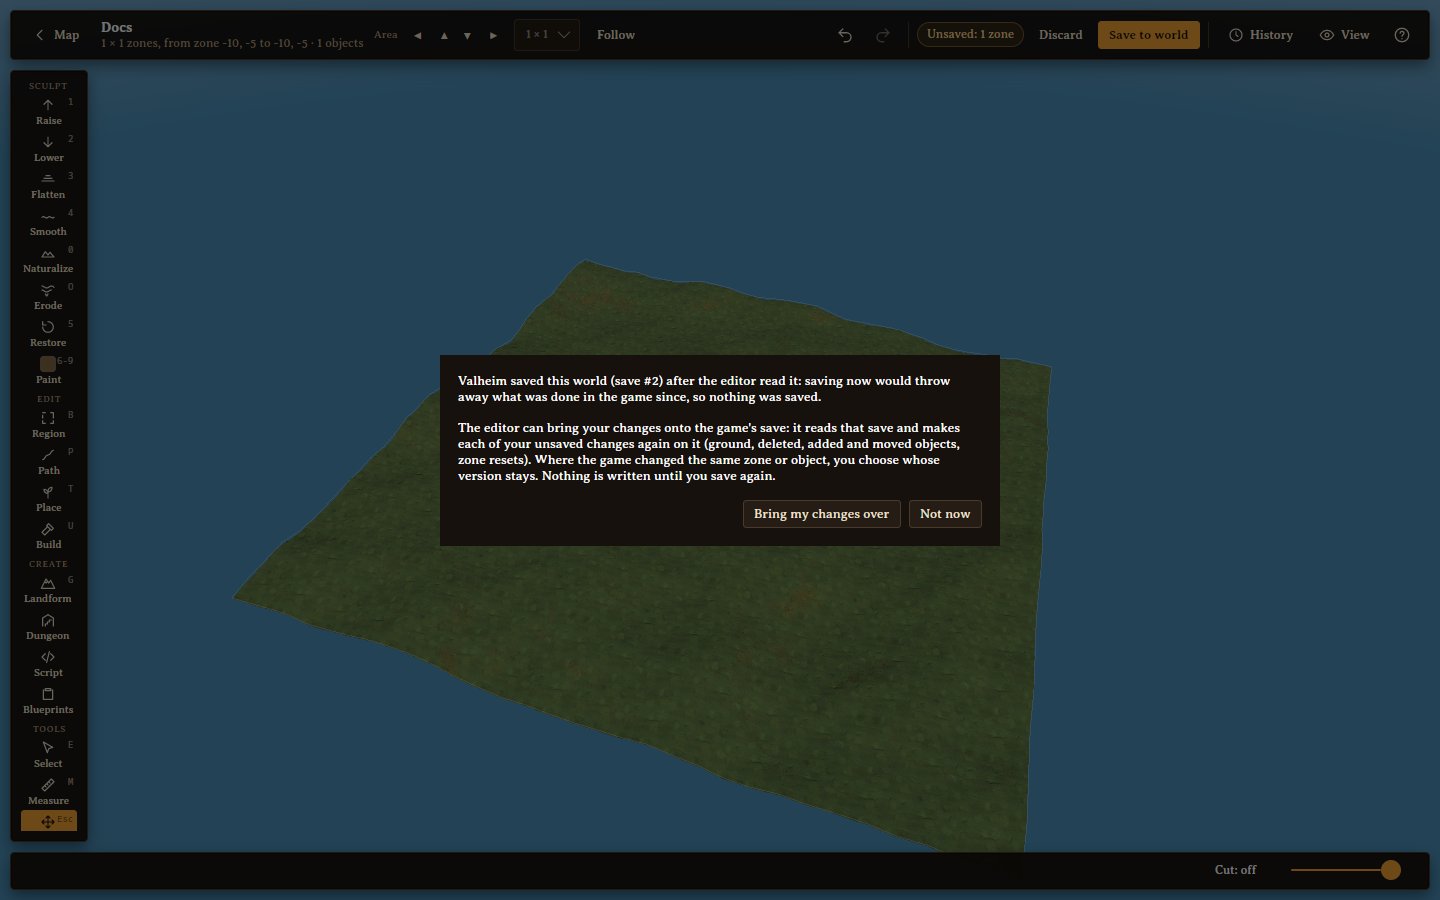 Map
Docs
1 × 1 zones, from zone -10, -5 to -10, -5 · 1 objects
Area
1 × 1
Follow
Unsaved: 1 zone
Discard
Save to world
History
View
SCULPT
1
Raise
2
Lower
3
Flatten
4
Smooth
0
Naturalize
O
Erode
5
Restore
6-9
Paint
EDIT
B
Region
P
Path
T
Place
U
Build
CREATE
G
Landform
Dungeon
Script
Blueprints
TOOLS
E
Select
M
Measure
Esc
Valheim saved this world (save #2) after the editor read it: saving now would throw
away what was done in the game since, so nothing was saved.
The editor can bring your changes onto the game's save: it reads that save and makes
each of your unsaved changes again on it (ground, deleted, added and moved objects,
zone resets). Where the game changed the same zone or object, you choose whose
version stays. Nothing is written until you save again.
Bring my changes over
Not now
Cut: off